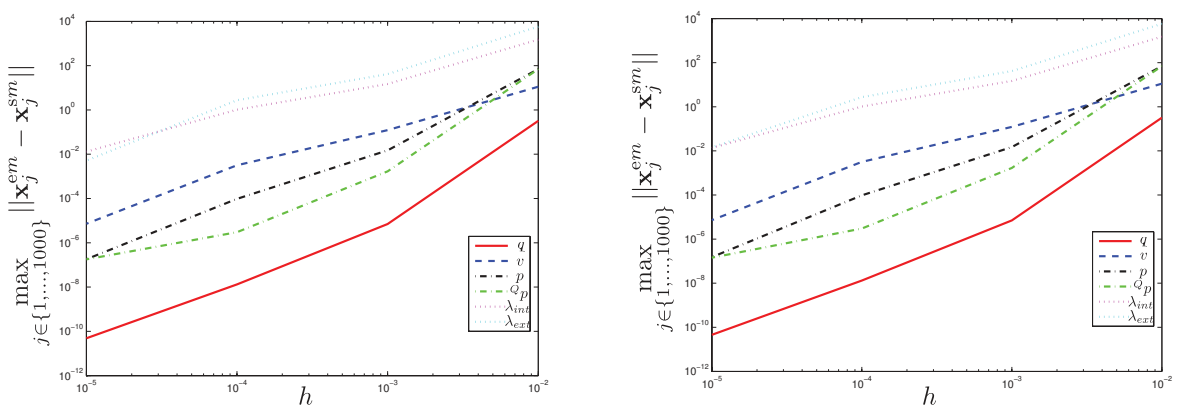 max j∈{1,...,1000} ||x_j^em − x_j^sm||
10^4
10^2
10^0
10^−2
10^−4
10^−6
10^−8
10^−10
10^−12
q
v
p
^Q p
λ_int
λ_ext
10^−5 10^−4 10^−3 10^−2
h
max j∈{1,...,1000} ||x_j^em − x_j^sm||
10^4
10^2
10^0
10^−2
10^−4
10^−6
10^−8
10^−10
10^−12
q
v
p
^Q p
λ_int
λ_ext
10^−5 10^−4 10^−3 10^−2
h